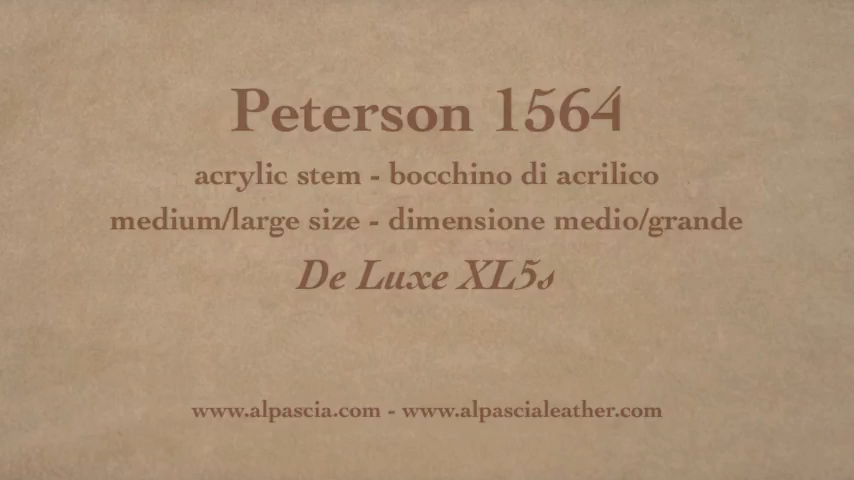 Peterson 1564
acrylic stem - bocchino di acrilico
medium/large size - dimensione medio/grande
De Luxe XL5s
www.alpascia.com - www.alpascialeather.com